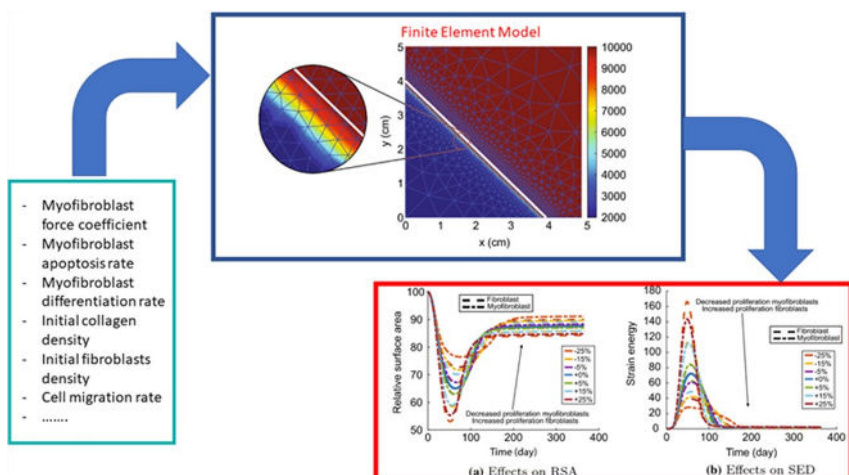 Finite Element Model
5
4
3
2
1
0
0 1 2 3 4 5
y (cm)
x (cm)
10000
9000
8000
7000
6000
5000
4000
3000
2000
- Myofibroblast
force coefficient
- Myofibroblast
apoptosis rate
- Myofibroblast
differentiation rate
- Initial collagen
density
- Initial fibroblasts
density
- Cell migration rate
- .......
Relative surface area
100
90
80
70
60
50
0 100 200 300 400
Time (day)
Fibroblast
Myofibroblast
-25%
-15%
-5%
+0%
+5%
+15%
+25%
Decreased proliferation myofibroblasts
Increased proliferation fibroblasts
(a) Effects on RSA
Strain energy
180
160
140
120
100
80
60
40
20
0
0 100 200 300 400
Time (day)
Decreased proliferation myofibroblasts
Increased proliferation fibroblasts
Fibroblast
Myofibroblast
-25%
-15%
-5%
+0%
+5%
+15%
+25%
(b) Effects on SED